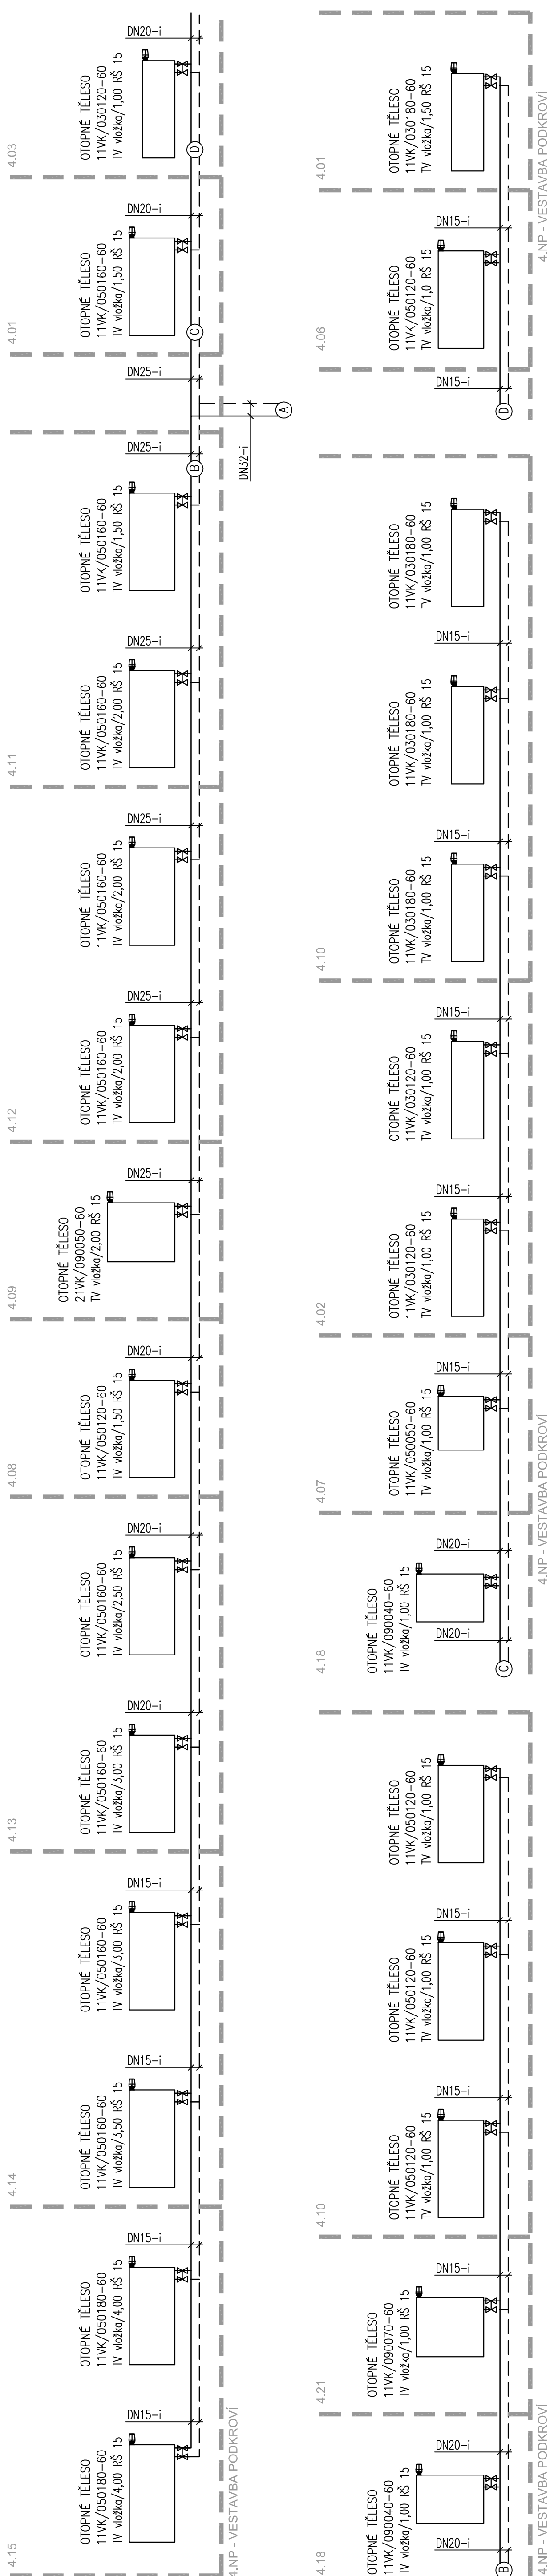 4.15
OTOPNÉ TĚLESO
11VK/050180-60
TV vložka/4,00 RŠ 15
DN15-i
OTOPNÉ TĚLESO
11VK/050180-60
TV vložka/4,00 RŠ 15
DN15-i
4.14
OTOPNÉ TĚLESO
11VK/050160-60
TV vložka/3,50 RŠ 15
DN15-i
OTOPNÉ TĚLESO
11VK/050160-60
TV vložka/3,00 RŠ 15
DN15-i
4.13
OTOPNÉ TĚLESO
11VK/050160-60
TV vložka/3,00 RŠ 15
DN20-i
OTOPNÉ TĚLESO
11VK/050160-60
TV vložka/2,50 RŠ 15
DN20-i
4.08
OTOPNÉ TĚLESO
11VK/050120-60
TV vložka/1,50 RŠ 15
DN20-i
4.09
OTOPNÉ TĚLESO
21VK/090050-60
TV vložka/2,00 RŠ 15
DN25-i
4.12
OTOPNÉ TĚLESO
11VK/050160-60
TV vložka/2,00 RŠ 15
DN25-i
OTOPNÉ TĚLESO
11VK/050160-60
TV vložka/2,00 RŠ 15
DN25-i
4.11
OTOPNÉ TĚLESO
11VK/050160-60
TV vložka/2,00 RŠ 15
DN25-i
OTOPNÉ TĚLESO
11VK/050160-60
TV vložka/1,50 RŠ 15
B
DN25-i
DN32-i
A
DN25-i
4.01
C
OTOPNÉ TĚLESO
11VK/050160-60
TV vložka/1,50 RŠ 15
DN20-i
4.03
D
OTOPNÉ TĚLESO
11VK/030120-60
TV vložka/1,00 RŠ 15
DN20-i
4.NP - VESTAVBA PODKROVÍ
4.18
B
DN20-i
OTOPNÉ TĚLESO
11VK/090040-60
TV vložka/1,00 RŠ 15
DN20-i
4.21
OTOPNÉ TĚLESO
11VK/090070-60
TV vložka/1,00 RŠ 15
DN15-i
4.10
OTOPNÉ TĚLESO
11VK/050120-60
TV vložka/1,00 RŠ 15
DN15-i
OTOPNÉ TĚLESO
11VK/050120-60
TV vložka/1,00 RŠ 15
DN15-i
OTOPNÉ TĚLESO
11VK/050120-60
TV vložka/1,00 RŠ 15
4.NP - VESTAVBA PODKROVÍ
4.18
C
DN20-i
OTOPNÉ TĚLESO
11VK/090040-60
TV vložka/1,00 RŠ 15
DN20-i
4.07
OTOPNÉ TĚLESO
11VK/050050-60
TV vložka/1,00 RŠ 15
DN15-i
4.02
OTOPNÉ TĚLESO
11VK/030120-60
TV vložka/1,00 RŠ 15
DN15-i
OTOPNÉ TĚLESO
11VK/030120-60
TV vložka/1,00 RŠ 15
DN15-i
4.10
OTOPNÉ TĚLESO
11VK/030180-60
TV vložka/1,00 RŠ 15
DN15-i
OTOPNÉ TĚLESO
11VK/030180-60
TV vložka/1,00 RŠ 15
DN15-i
OTOPNÉ TĚLESO
11VK/030180-60
TV vložka/1,00 RŠ 15
4.NP - VESTAVBA PODKROVÍ
D
DN15-i
4.06
OTOPNÉ TĚLESO
11VK/050120-60
TV vložka/1,0 RŠ 15
DN15-i
4.01
OTOPNÉ TĚLESO
11VK/030180-60
TV vložka/1,50 RŠ 15
4.NP - VESTAVBA PODKROVÍ